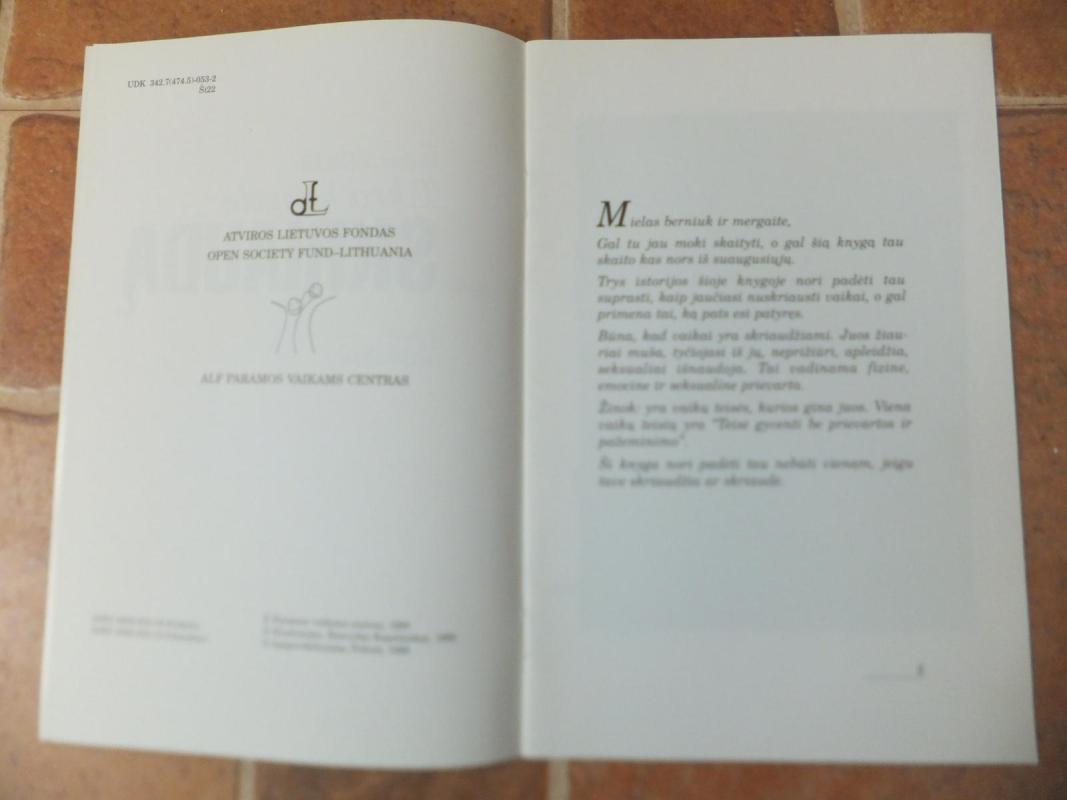 UDK 342.7(474.5)-053-2
Št22
ATVIROS LIETUVOS FONDAS
OPEN SOCIETY FUND–LITHUANIA
ALF PARAMOS VAIKAMS CENTRAS
Mielas berniuk ir mergaite,
Gal tu jau moki skaityti, o gal šią knygą tau
skaito kas nors iš suaugusiųjų.
Trys istorijos šioje knygoje nori padėti tau
suprasti, kaip jaučiasi nuskriausti vaikai, o gal
primena tai, ką pats esi patyręs.
Būna, kad vaikai yra skriaudžiami. Juos žiau-
riai muša, tyčiojasi iš jų, neprižiūri, apleidžia,
seksualiai išnaudoja. Tai vadinama fizine,
emocine ir seksualine prievarta.
Žinok: yra vaikų teisės, kurios gina juos. Viena
vaikų teisių yra "Teisė gyventi be prievartos ir
pažeminimo".
Ši knyga nori padėti tau nebūti vienam, jeigu
tave skriaudžia ar skriaudė.